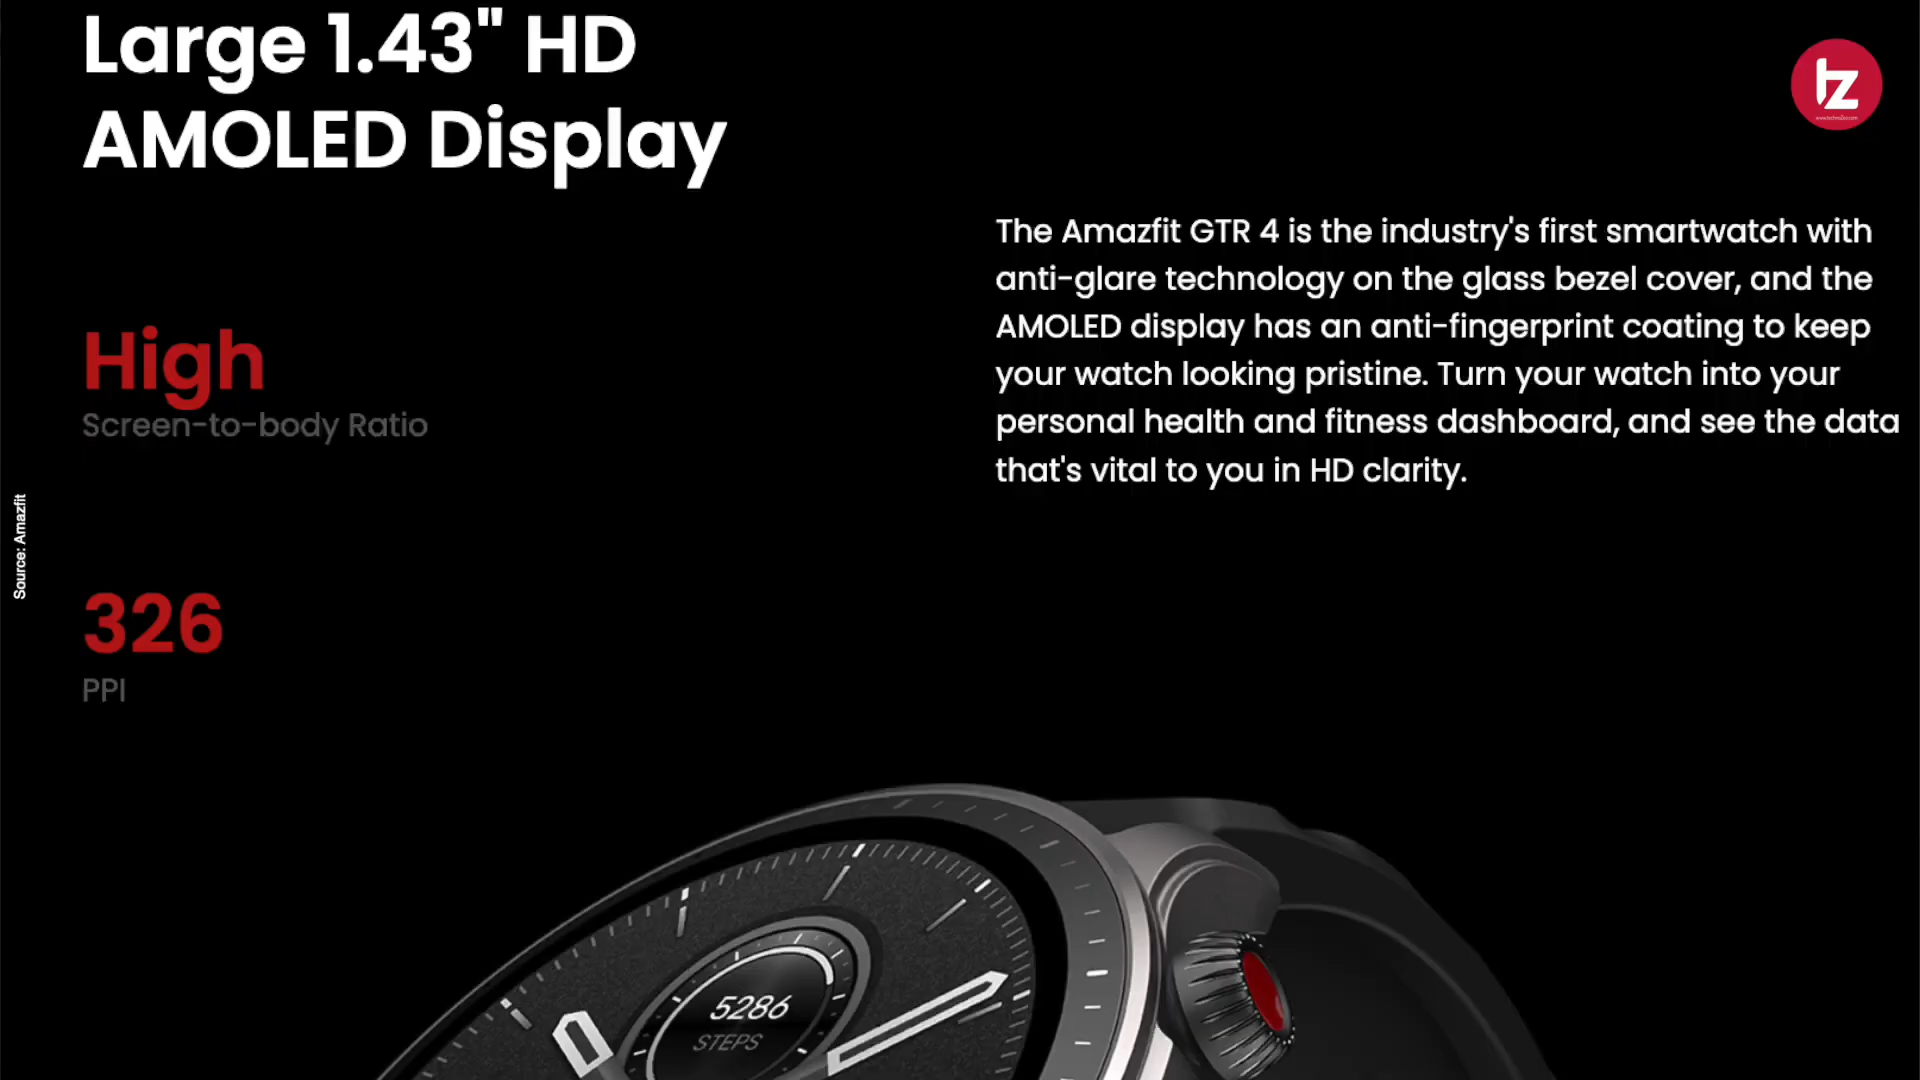 Large 1.43" HD
AMOLED Display
tz
The Amazfit GTR 4 is the industry's first smartwatch with
anti-glare technology on the glass bezel cover, and the
AMOLED display has an anti-fingerprint coating to keep
your watch looking pristine. Turn your watch into your
personal health and fitness dashboard, and see the data
that's vital to you in HD clarity.
High
Screen-to-body Ratio
Source: Amazfit
326
PPI
5286
STEPS